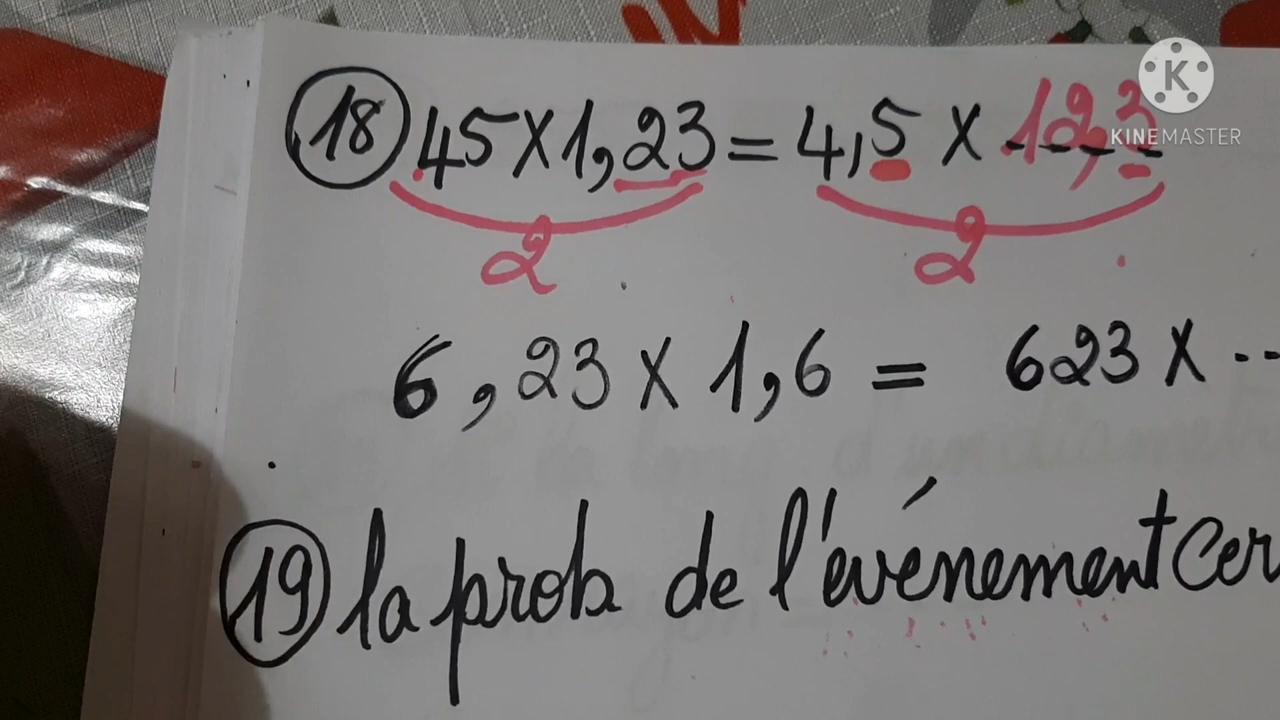 18 45 X 1,23 = 4,5 X 12,3
2 2
6,23 X 1,6 = 623 X ..
19 la prob de l'événement cer
KINEMASTER